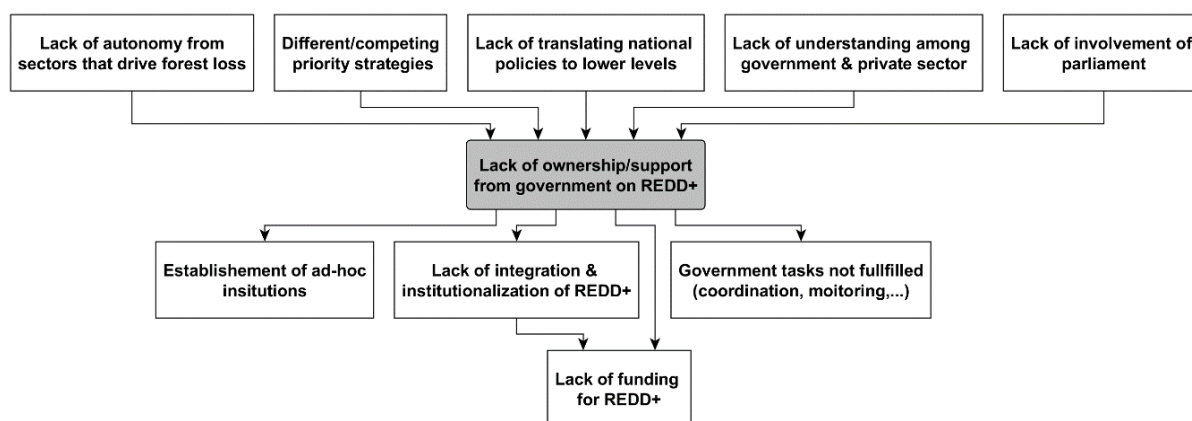 Lack of autonomy from
sectors that drive forest loss
Different/competing
priority strategies
Lack of translating national
policies to lower levels
Lack of understanding among
government & private sector
Lack of involvement of
parliament
Lack of ownership/support
from government on REDD+
Establishement of ad-hoc
insitutions
Lack of integration &
institutionalization of REDD+
Government tasks not fullfilled
(coordination, moitoring,...)
Lack of funding
for REDD+